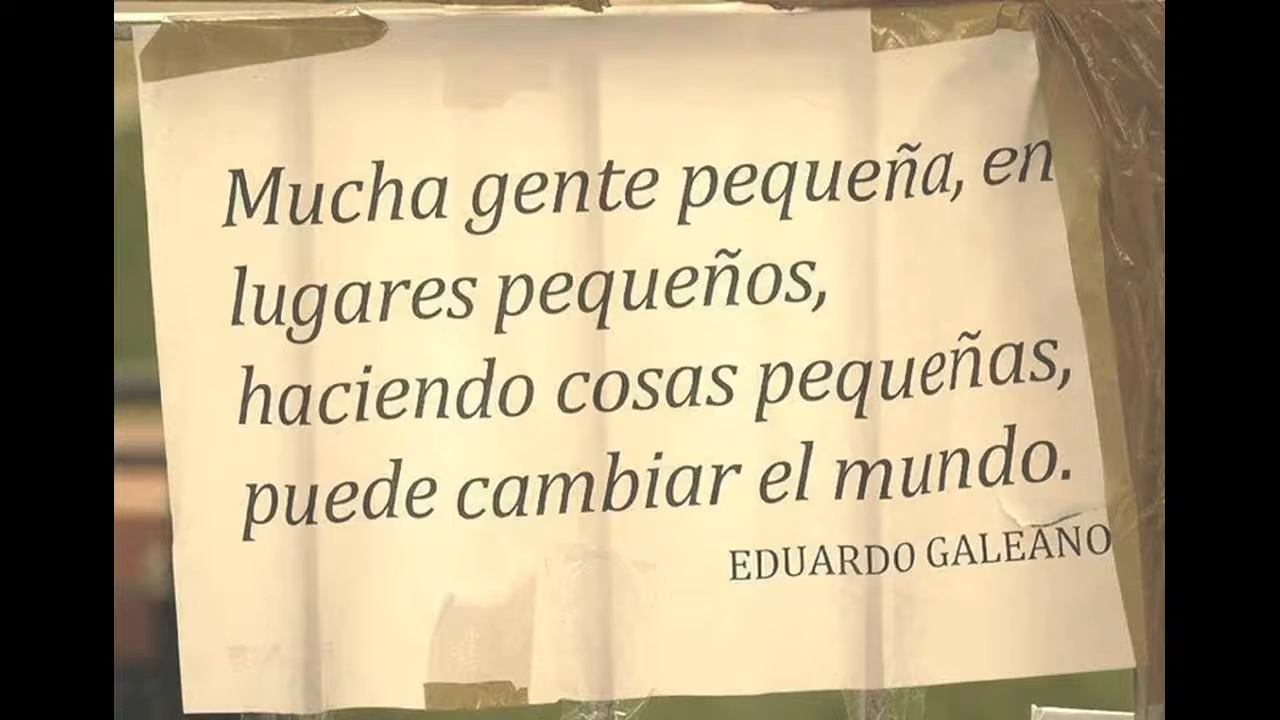 Mucha gente pequeña, en
lugares pequeños,
haciendo cosas pequeñas,
puede cambiar el mundo.
EDUARDO GALEANO